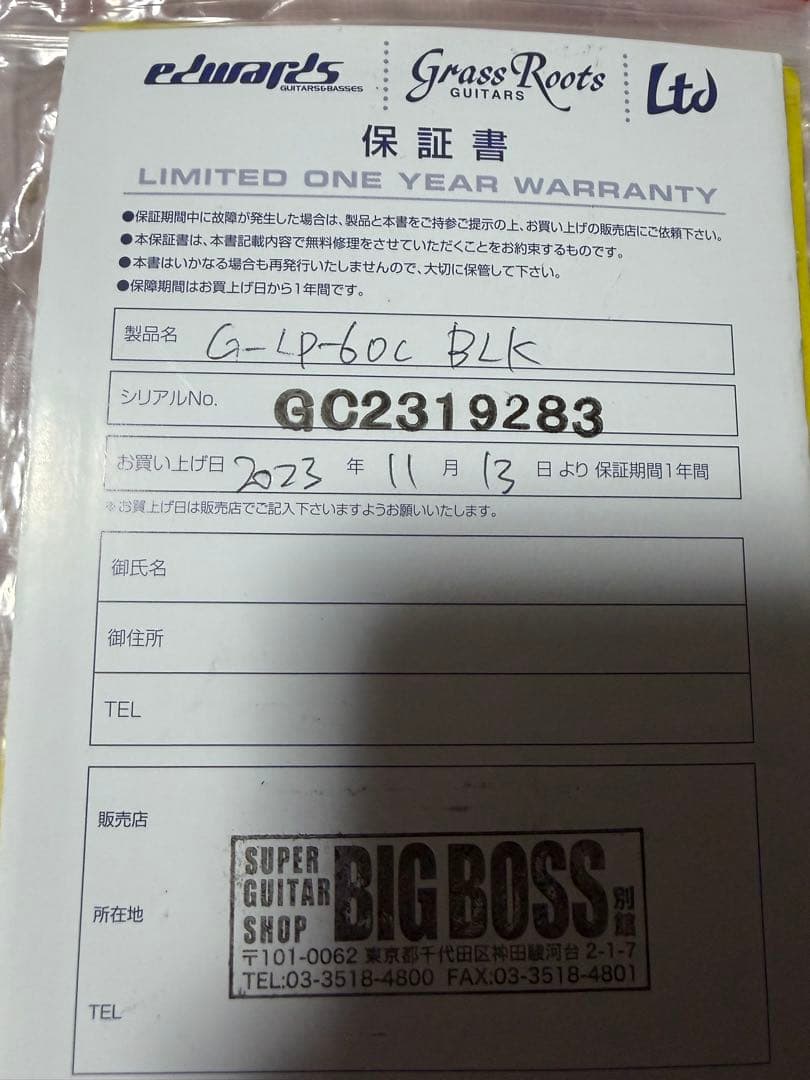 edwards GUITARS&BASSES Grass Roots GUITARS Ltd
保証書
LIMITED ONE YEAR WARRANTY
●保証期間中に故障が発生した場合は、製品と本書をご持参ご提示の上、お買い上げの販売店にご依頼下さい。
●本保証書は、本書記載内容で無料修理をさせていただくことをお約束するものです。
●本書はいかなる場合も再発行いたしませんので、大切に保管して下さい。
●保障期間はお買上げ日から1年間です。
製品名 G-LP-60C BLK
シリアルNo. GC2319283
お買い上げ日 2023 年 11 月 13 日より 保証期間1年間
※お買上げ日は販売店でご記入下さいますようお願いいたします。
御氏名
御住所
TEL
販売店
所在地
TEL
SUPER GUITAR SHOP BIG BOSS 別館
〒101-0062 東京都千代田区神田駿河台 2-1-7
TEL:03-3518-4800 FAX:03-3518-4801